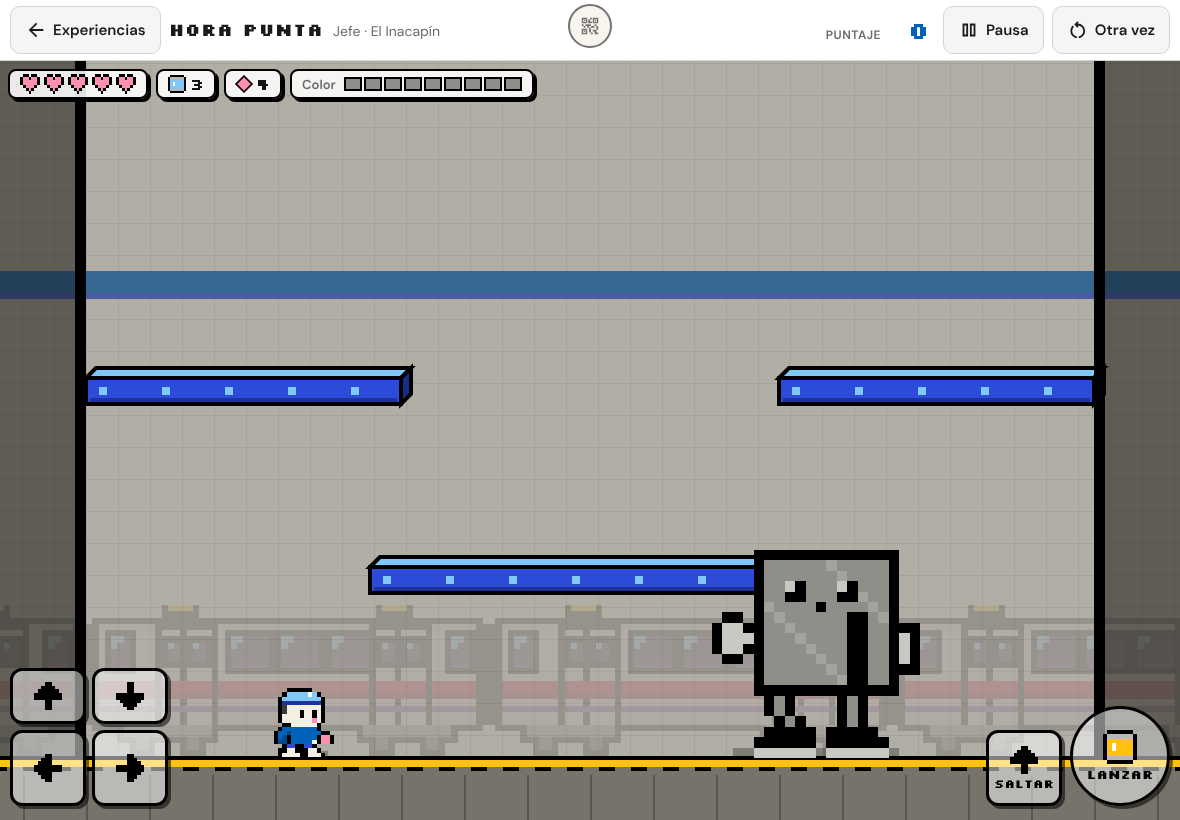 Experiencias
HORA PUNTA
Jefe · El Inacapín
PUNTAJE
0
Pausa
Otra vez
3
4
Color
SALTAR
LANZAR